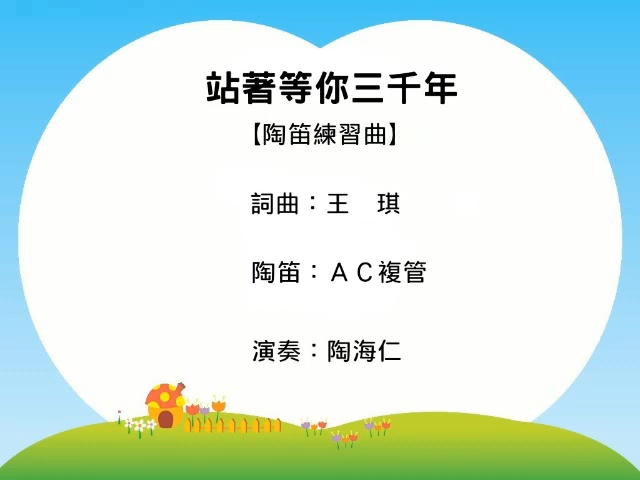 站著等你三千年
【陶笛練習曲】
詞曲：王　琪
陶笛：ＡＣ複管
演奏：陶海仁